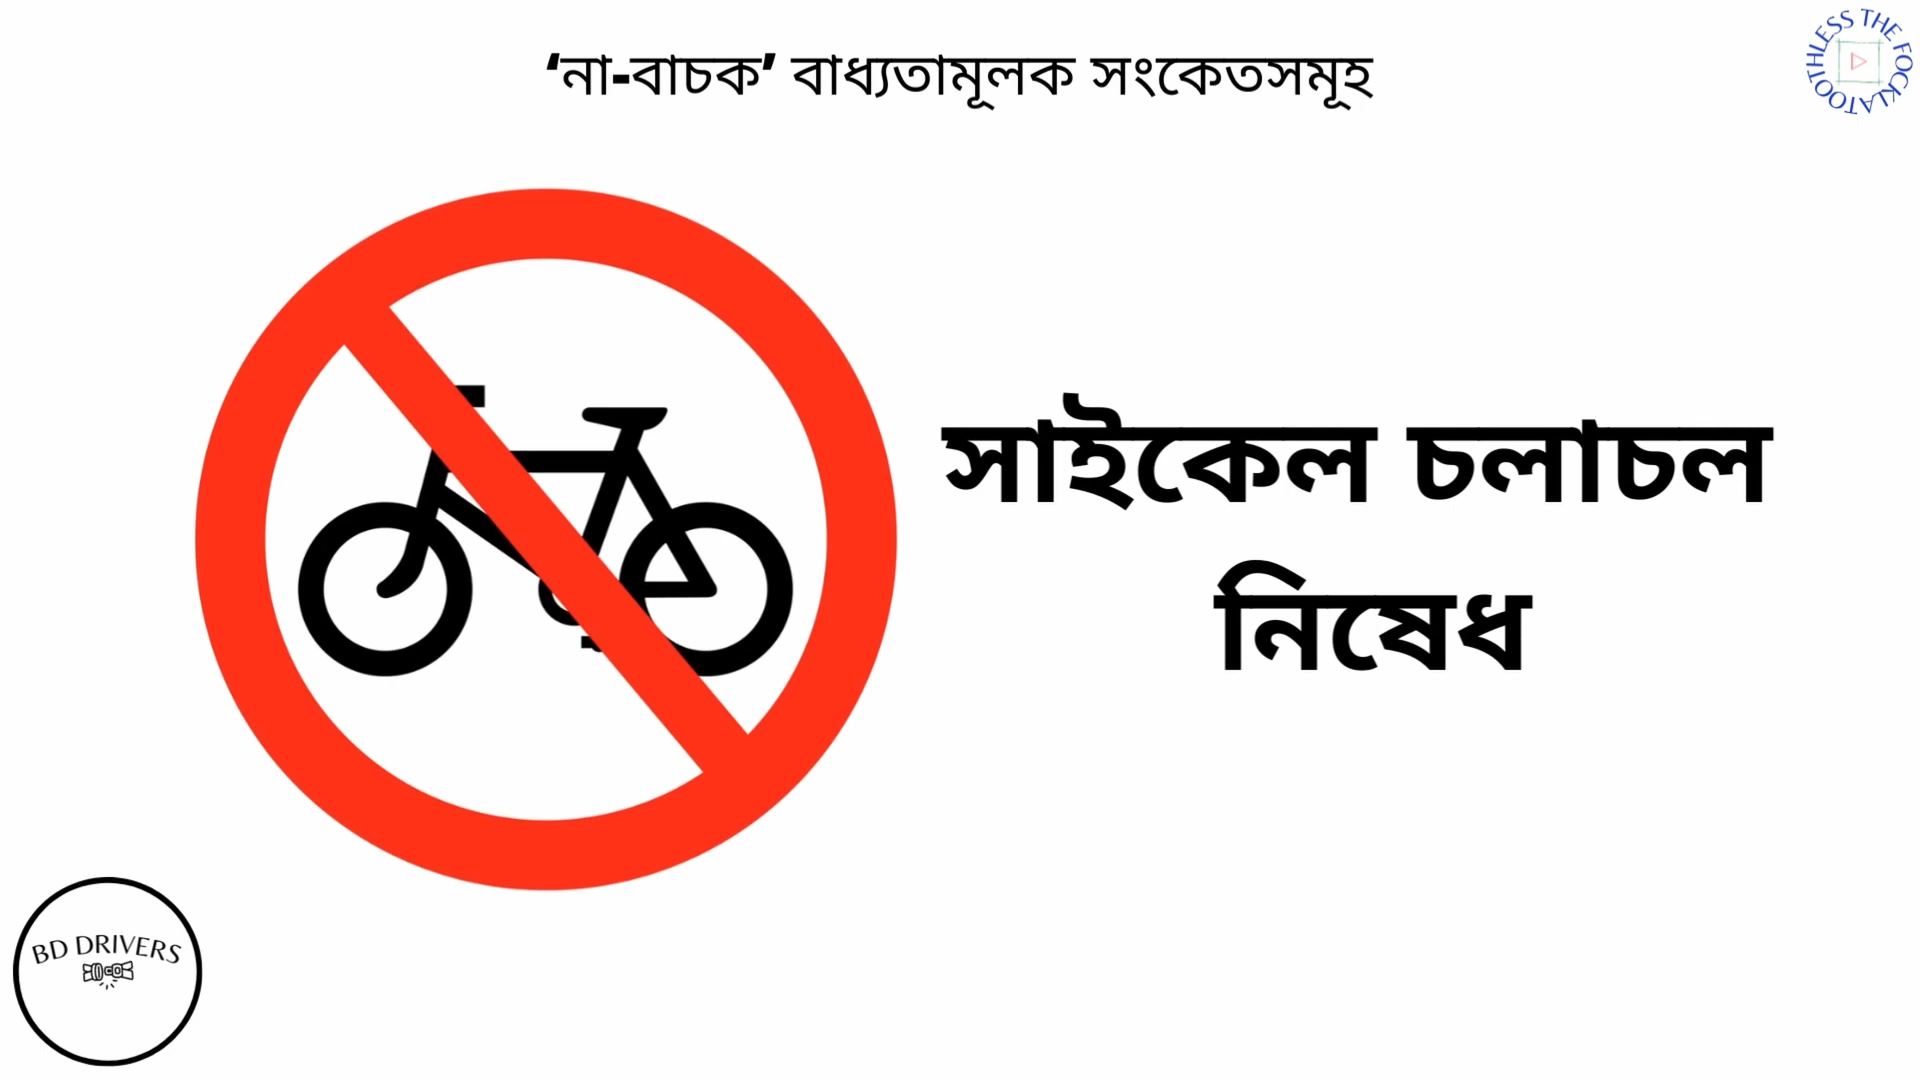 ‘না-বাচক’ বাধ্যতামূলক সংকেতসমূহ
TOOTHLESS THE FOCKLA
সাইকেল চলাচল
নিষেধ
BD DRIVERS